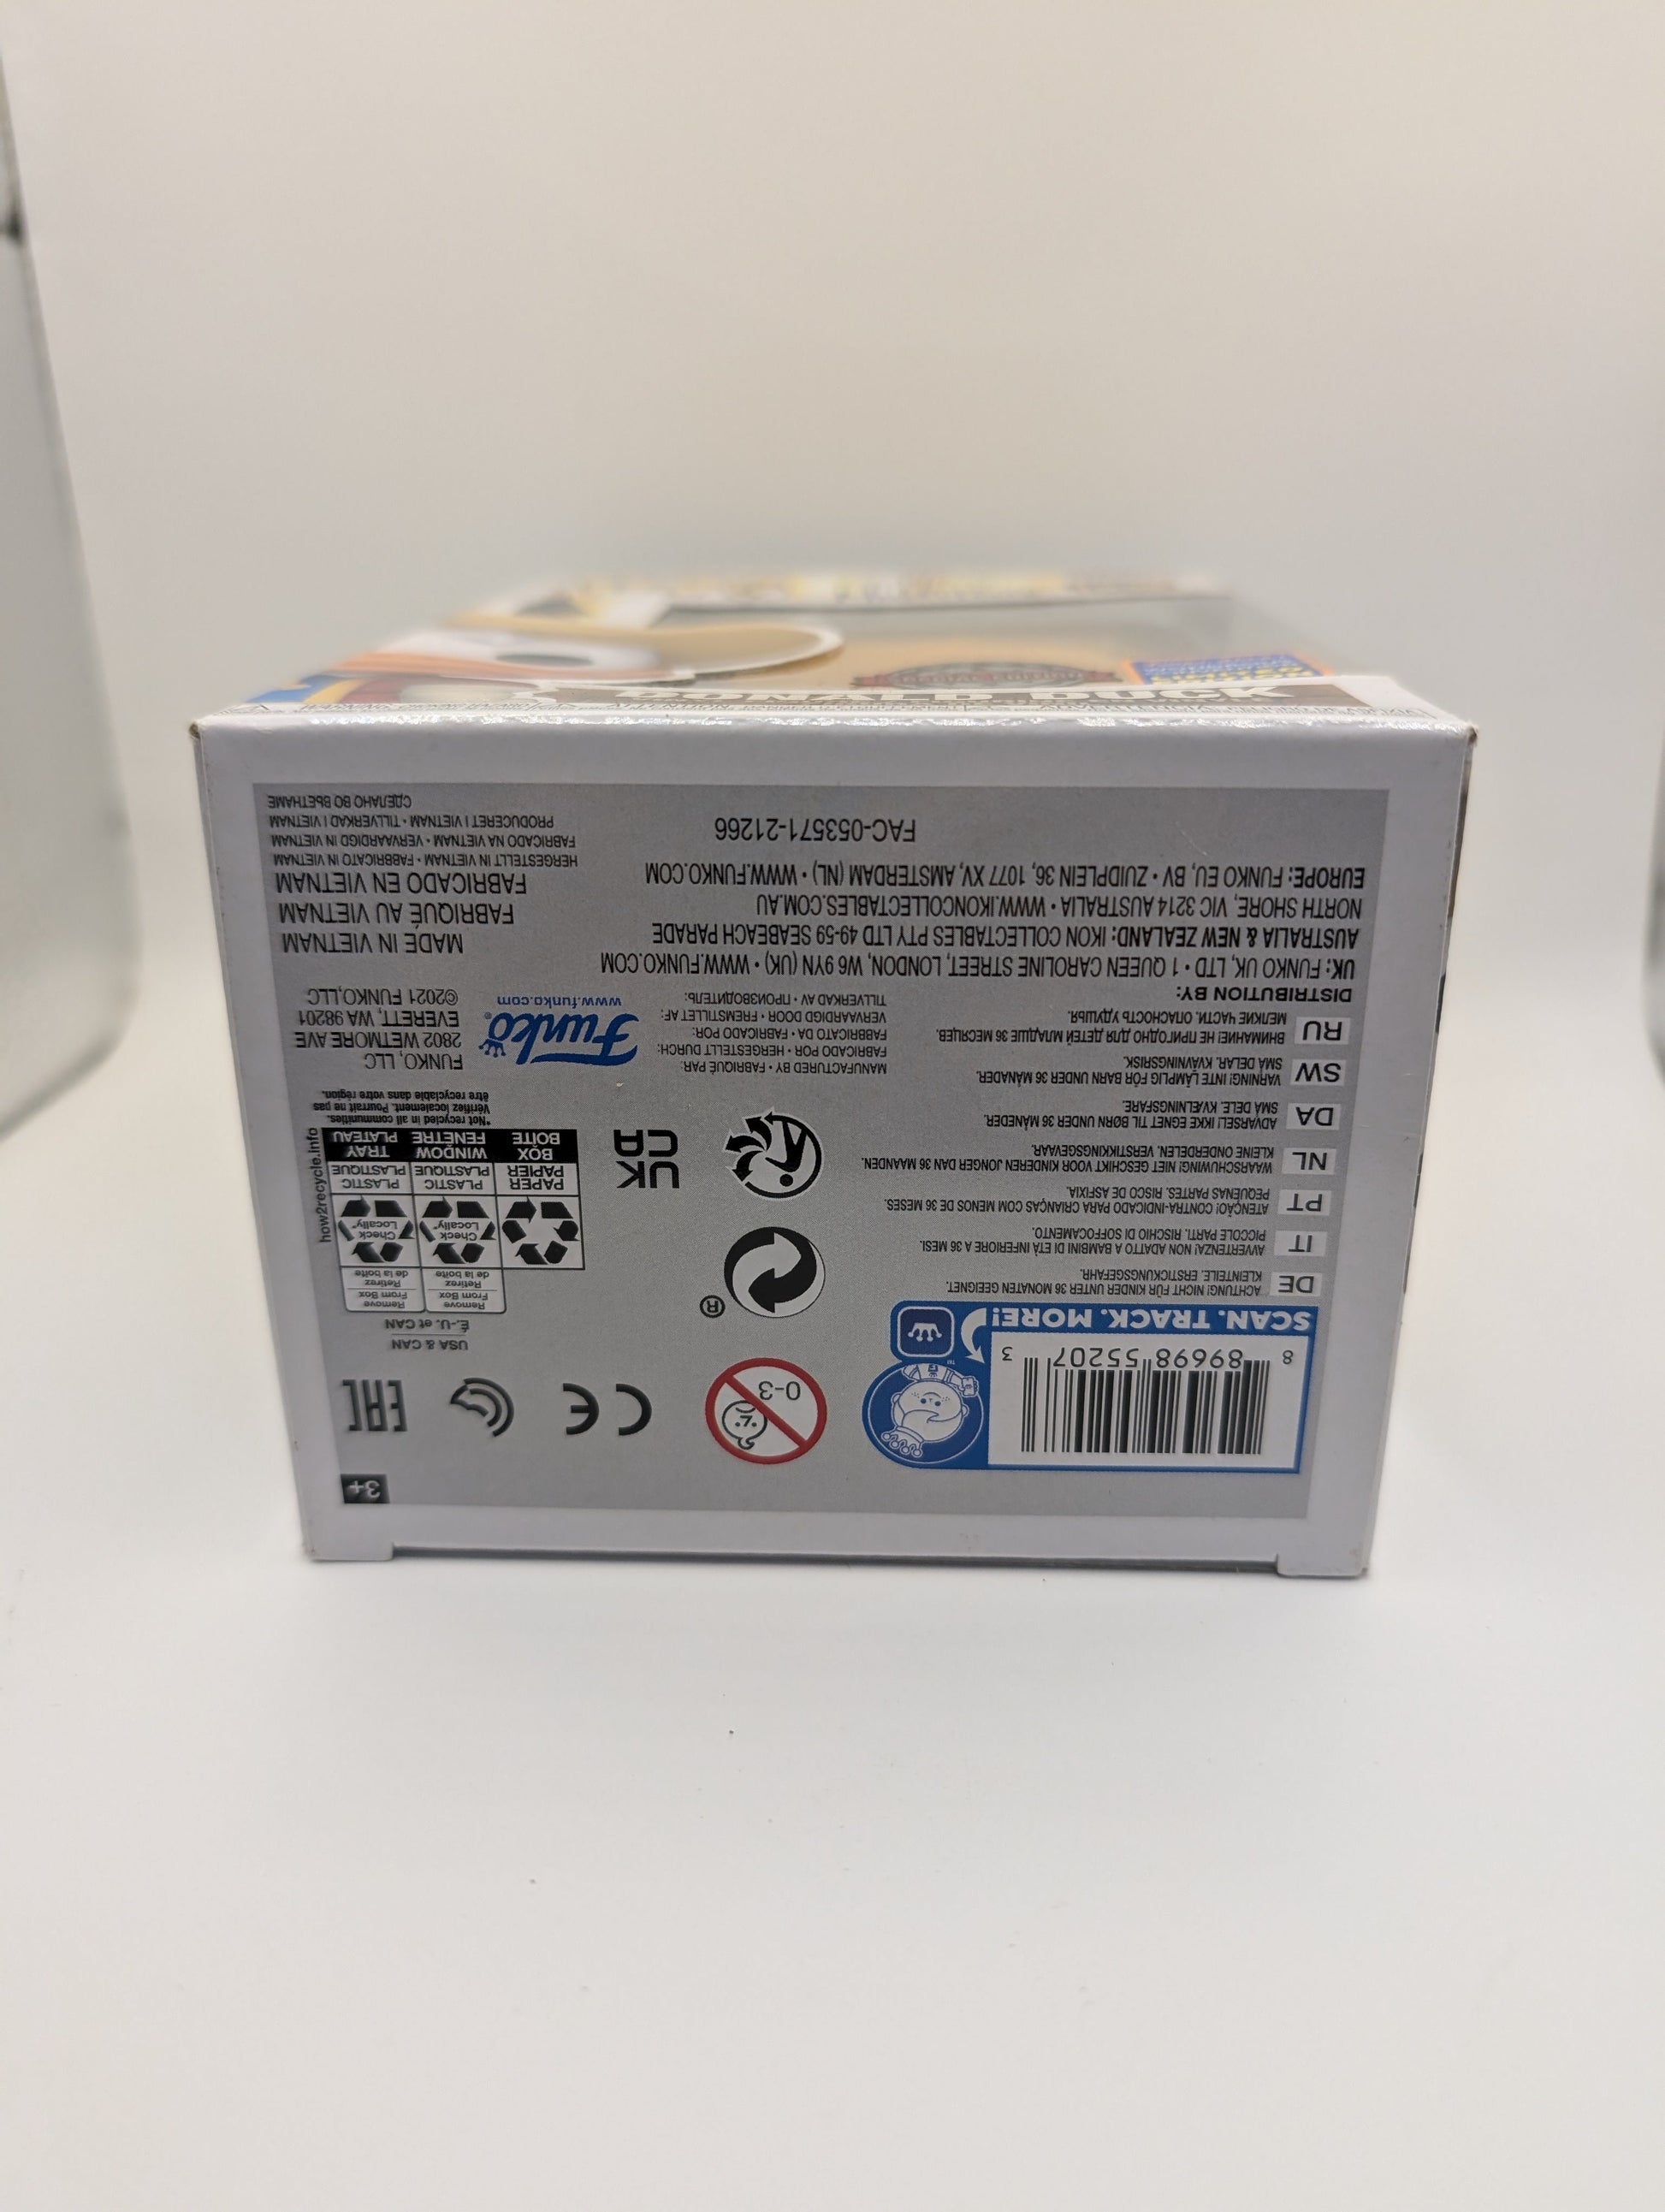 3+
8 89698 55207 3
SCAN. TRACK. MORE!
™
0-3
CE
EAC
USA & CAN
É.-U. et CAN
Remove
From Box
Retirez
de la boîte
Remove
From Box
Retirez
de la boîte
Check
Locally*
Check
Locally*
PAPER
PAPIER
BOX
BOÎTE
PLASTIC
PLASTIQUE
WINDOW
FENÊTRE
PLASTIC
PLASTIQUE
TRAY
PLATEAU
how2recycle.info
*Not recycled in all communities.
Vérifiez localement. Pourrait ne pas
être recyclable dans votre région.
®
UK
CA
DE ACHTUNG! NICHT FÜR KINDER UNTER 36 MONATEN GEEIGNET.
KLEINTEILE. ERSTICKUNGSGEFAHR.
IT AVVERTENZA! NON ADATTO A BAMBINI DI ETÀ INFERIORE A 36 MESI.
PICCOLE PARTI. RISCHIO DI SOFFOCAMENTO.
PT ATENÇÃO! CONTRA-INDICADO PARA CRIANÇAS COM MENOS DE 36 MESES.
PEQUENAS PARTES. RISCO DE ASFIXIA.
NL WAARSCHUWING! NIET GESCHIKT VOOR KINDEREN JONGER DAN 36 MAANDEN.
KLEINE ONDERDELEN. VERSTIKKINGSGEVAAR.
DA ADVARSEL! IKKE EGNET TIL BØRN UNDER 36 MÅNEDER.
SMÅ DELE. KVÆLNINGSFARE.
SW VARNING! INTE LÄMPLIG FÖR BARN UNDER 36 MÅNADER.
SMÅ DELAR. KVÄVNINGSRISK.
RU ВНИМАНИЕ! НЕ ПРИГОДНО ДЛЯ ДЕТЕЙ МЛАДШЕ 36 МЕСЯЦЕВ.
МЕЛКИЕ ЧАСТИ. ОПАСНОСТЬ УДУШЬЯ.
MANUFACTURED BY • FABRIQUÉ PAR:
FABRICADO POR • HERGESTELLT DURCH:
FABBRICATO DA • FABRICADO POR:
VERVAARDIGD DOOR • FREMSTILLET AF:
TILLVERKAD AV • ПРОИЗВОДИТЕЛЬ:
Funko®
www.funko.com
FUNKO, LLC
2802 WETMORE AVE
EVERETT, WA 98201
©2021 FUNKO,LLC
DISTRIBUTION BY:
UK: FUNKO UK, LTD • 1 QUEEN CAROLINE STREET, LONDON, W6 9YN (UK) • WWW.FUNKO.COM
AUSTRALIA & NEW ZEALAND: IKON COLLECTABLES PTY LTD 49-59 SEABEACH PARADE
NORTH SHORE, VIC 3214 AUSTRALIA • WWW.IKONCOLLECTABLES.COM.AU
EUROPE: FUNKO EU, BV • ZUIDPLEIN 36, 1077 XV, AMSTERDAM (NL) • WWW.FUNKO.COM
FAC-053571-21266
MADE IN VIETNAM
FABRIQUÉ AU VIETNAM
FABRICADO EN VIETNAM
HERGESTELLT IN VIETNAM • FABBRICATO IN VIETNAM
FABRICADO NA VIETNAM • VERVAARDIGD IN VIETNAM
PRODUCERET I VIETNAM • TILLVERKAD I VIETNAM
СДЕЛАНО ВО ВЬЕТНАМЕ
DONALD DUCK